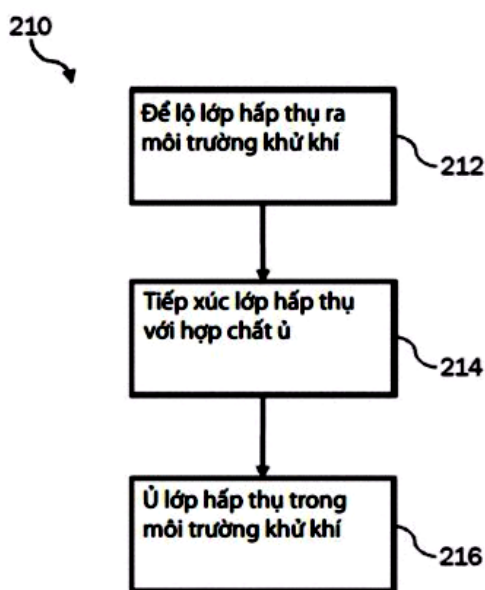 210
Để lộ lớp hấp thụ ra
môi trường khử khí
212
Tiếp xúc lớp hấp thụ
với hợp chất ủ
214
Ủ lớp hấp thụ trong
môi trường khử khí
216